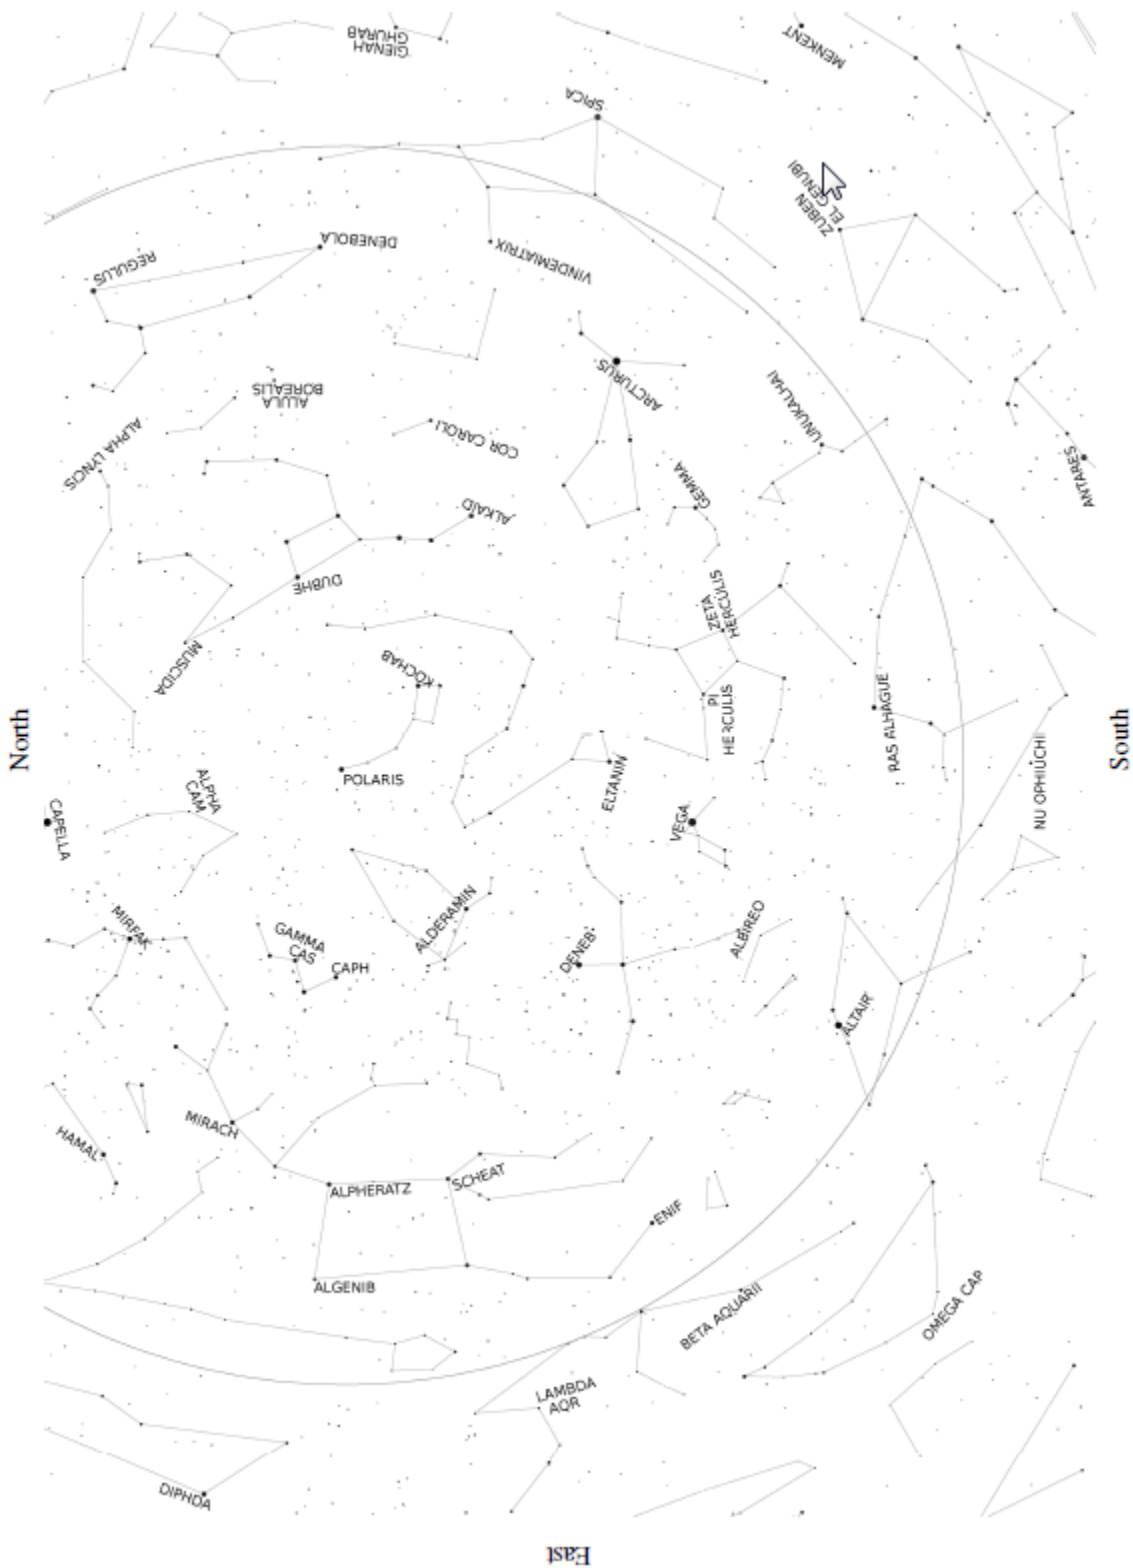 GIENAH
GHURAB
MENKENT
SPICA
ZUBEN
EL GENUBI
DENEBOLA
REGULUS
VINDEMIATRIX
ALULA
BOREALIS
ARCTURUS
UNUKALHAI
COR CAROLI
ALPHA LYNCIS
GEMMA
ANTARES
ALKAID
DUBHE
ZETA
HERCULIS
MUSCIDA
KOCHAB
PI
HERCULIS
RAS ALHAGUE
North
South
NU OPHIUCHI
POLARIS
ELTANIN
ALPHA
CAM
CAPELLA
VEGA
MIRFAK
ALDERAMIN
GAMMA
CAS
CAPH
DENEB
ALBIREO
ALTAIR
MIRACH
HAMAL
ALPHERATZ
SCHEAT
ENIF
ALGENIB
BETA AQUARII
OMEGA CAP
LAMBDA
AQR
DIPHDA
East